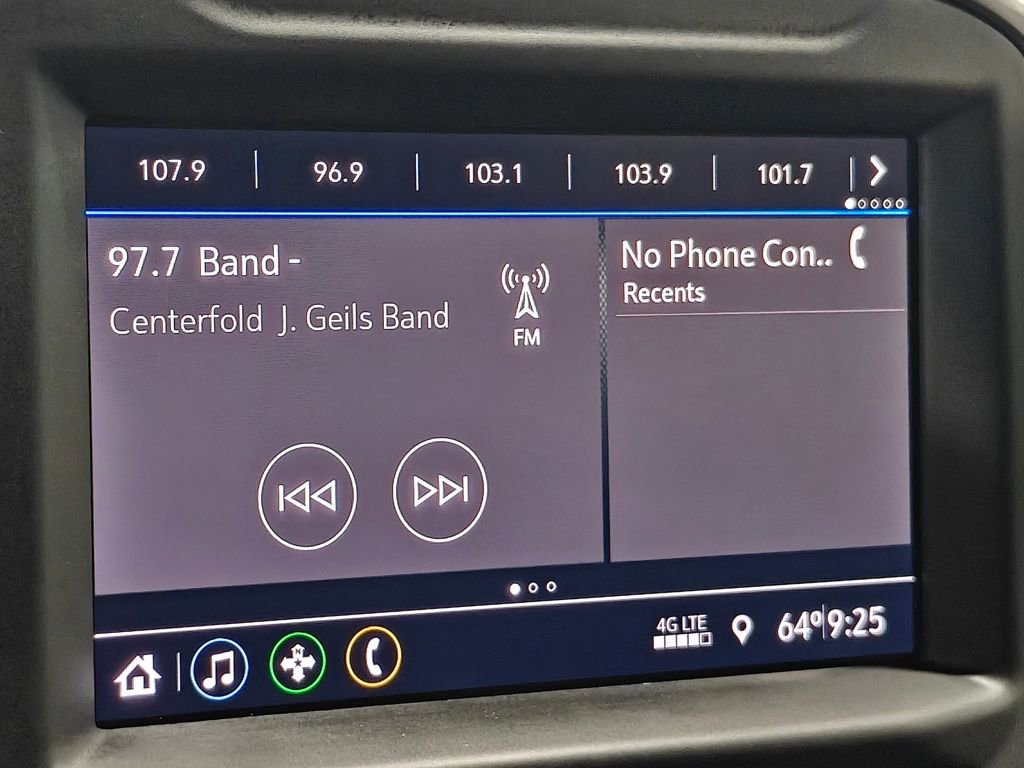 107.9 96.9 103.1 103.9 101.7
97.7 Band -
Centerfold J. Geils Band
FM
No Phone Con..
Recents
N
4G LTE
64° 9:25